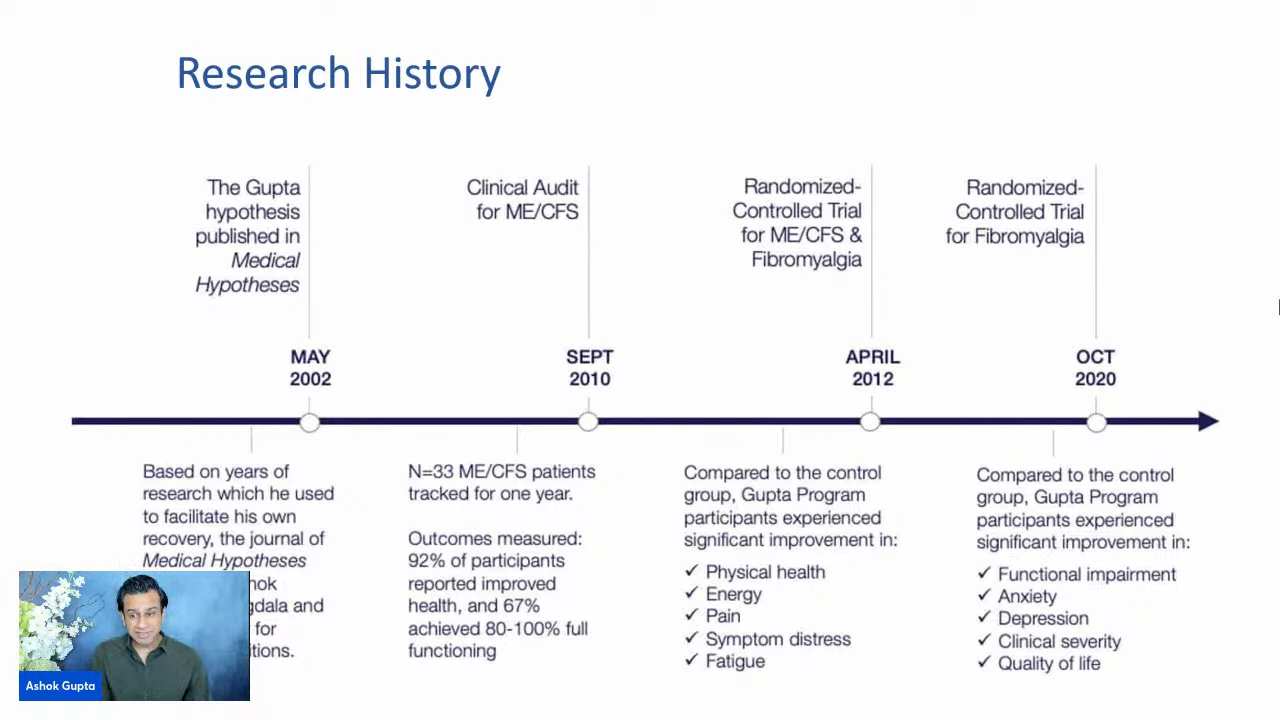 Research History
The Gupta
hypothesis
published in
Medical
Hypotheses
MAY
2002
Based on years of
research which he used
to facilitate his own
recovery, the journal of
Medical Hypotheses
and
for
Clinical Audit
for ME/CFS
SEPT
2010
N=33 ME/CFS patients
tracked for one year.
Outcomes measured:
92% of participants
reported improved
health, and 67%
achieved 80-100% full
functioning
Randomized-
Controlled Trial
for ME/CFS &
Fibromyalgia
APRIL
2012
Compared to the control
group, Gupta Program
participants experienced
significant improvement in:
✓ Physical health
✓ Energy
✓ Pain
✓ Symptom distress
✓ Fatigue
Randomized-
Controlled Trial
for Fibromyalgia
OCT
2020
Compared to the control
group, Gupta Program
participants experienced
significant improvement in:
✓ Functional impairment
✓ Anxiety
✓ Depression
✓ Clinical severity
✓ Quality of life
Ashok Gupta